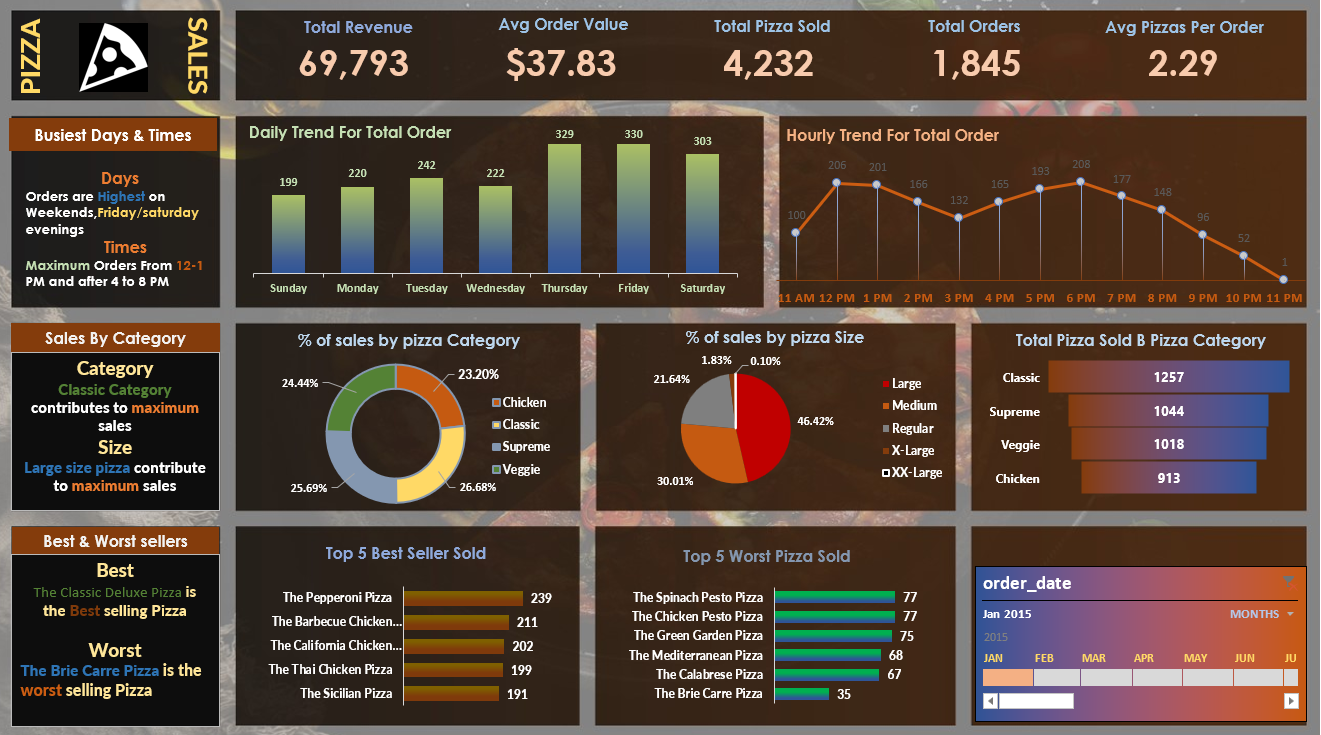 PIZZA
SALES
Total Revenue
69,793
Avg Order Value
$37.83
Total Pizza Sold
4,232
Total Orders
1,845
Avg Pizzas Per Order
2.29
Busiest Days & Times
Days
Orders are Highest on
Weekends,Friday/saturday
evenings
Times
Maximum Orders From 12-1
PM and after 4 to 8 PM
Daily Trend For Total Order
199
220
242
222
329
330
303
Sunday
Monday
Tuesday
Wednesday
Thursday
Friday
Saturday
Hourly Trend For Total Order
100
206
201
166
132
165
193
208
177
148
96
52
1
11 AM
12 PM
1 PM
2 PM
3 PM
4 PM
5 PM
6 PM
7 PM
8 PM
9 PM
10 PM
11 PM
Sales By Category
Category
Classic Category
contributes to maximum
sales
Size
Large size pizza contribute
to maximum sales
% of sales by pizza Category
23.20%
24.44%
25.69%
26.68%
Chicken
Classic
Supreme
Veggie
% of sales by pizza Size
1.83%
0.10%
21.64%
46.42%
30.01%
Large
Medium
Regular
X-Large
XX-Large
Total Pizza Sold B Pizza Category
Classic 1257
Supreme 1044
Veggie 1018
Chicken 913
Best & Worst sellers
Best
The Classic Deluxe Pizza is
the Best selling Pizza
Worst
The Brie Carre Pizza is the
worst selling Pizza
Top 5 Best Seller Sold
The Pepperoni Pizza 239
The Barbecue Chicken... 211
The California Chicken... 202
The Thai Chicken Pizza 199
The Sicilian Pizza 191
Top 5 Worst Pizza Sold
The Spinach Pesto Pizza 77
The Chicken Pesto Pizza 77
The Green Garden Pizza 75
The Mediterranean Pizza 68
The Calabrese Pizza 67
The Brie Carre Pizza 35
order_date
Jan 2015 MONTHS
2015
JAN FEB MAR APR MAY JUN JU